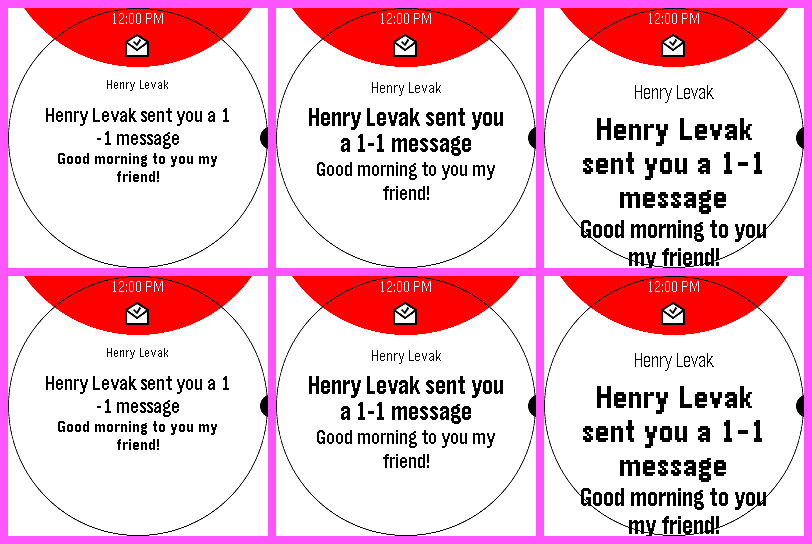 12:00 PM
Henry Levak
Henry Levak sent you a 1
-1 message
Good morning to you my
friend!
12:00 PM
Henry Levak
Henry Levak sent you
a 1-1 message
Good morning to you my
friend!
12:00 PM
Henry Levak
Henry Levak
sent you a 1-1
message
Good morning to you
my friend!
12:00 PM
Henry Levak
Henry Levak sent you a 1
-1 message
Good morning to you my
friend!
12:00 PM
Henry Levak
Henry Levak sent you
a 1-1 message
Good morning to you my
friend!
12:00 PM
Henry Levak
Henry Levak
sent you a 1-1
message
Good morning to you
my friend!